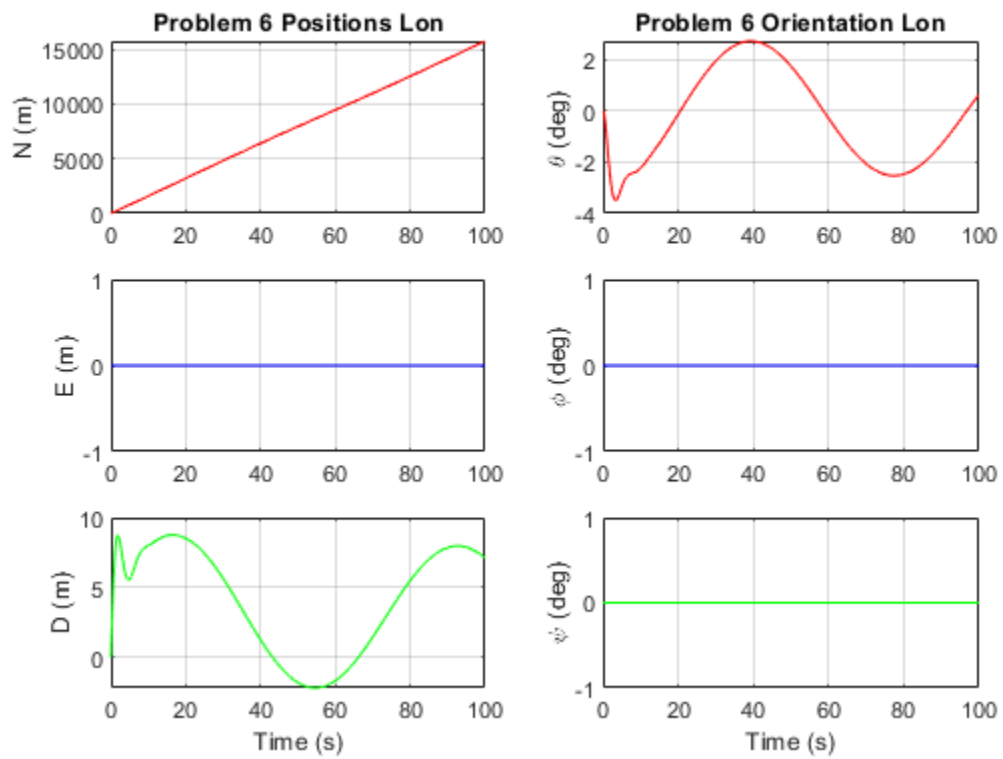 Problem 6 Positions Lon
N (m)
15000
10000
5000
0
0 20 40 60 80 100
E (m)
1
0
-1
0 20 40 60 80 100
D (m)
10
5
0
0 20 40 60 80 100
Time (s)
Problem 6 Orientation Lon
θ (deg)
2
0
-2
-4
0 20 40 60 80 100
φ (deg)
1
0
-1
0 20 40 60 80 100
ψ (deg)
1
0
-1
0 20 40 60 80 100
Time (s)